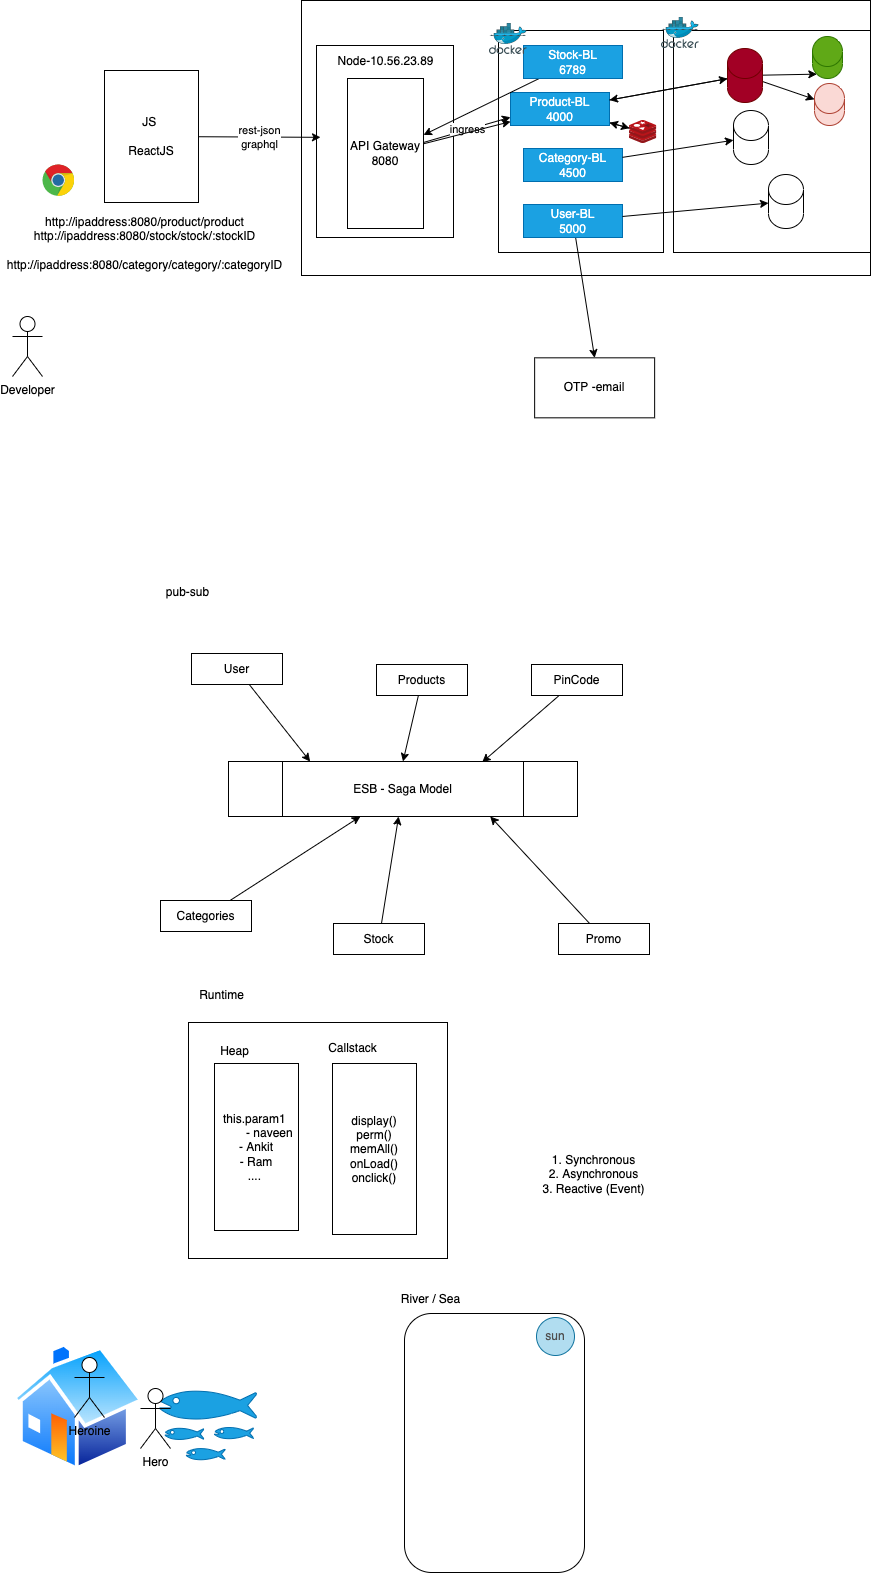 docker
docker
Node-10.56.23.89
Stock-BL
6789
JS
ReactJS
rest-json
graphql
API Gateway
8080
ingress
Product-BL
4000
Category-BL
4500
User-BL
5000
http://ipaddress:8080/product/product
http://ipaddress:8080/stock/stock/:stockID
http://ipaddress:8080/category/category/:categoryID
Developer
OTP -email
pub-sub
User
Products
PinCode
ESB - Saga Model
Categories
Stock
Promo
Runtime
Heap
Callstack
this.param1
- naveen
- Ankit
- Ram
....
display()
perm()
memAll()
onLoad()
onclick()
1. Synchronous
2. Asynchronous
3. Reactive (Event)
River / Sea
sun
Heroine
Hero